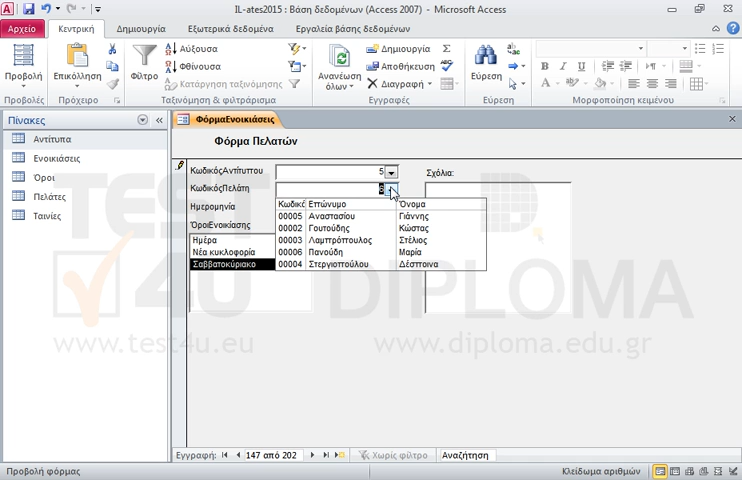 IL-ates2015 : Βάση δεδομένων (Access 2007) - Microsoft Access
Αρχείο Κεντρική Δημιουργία Εξωτερικά δεδομένα Εργαλεία βάσης δεδομένων
Προβολή
Προβολές
Επικόλληση
Πρόχειρο
Φίλτρο
Αύξουσα
Φθίνουσα
Κατάργηση ταξινόμησης
Ταξινόμηση & φιλτράρισμα
Ανανέωση όλων
Δημιουργία
Αποθήκευση
Διαγραφή
Εγγραφές
Εύρεση
Εύρεση
Μορφοποίηση κειμένου
Πίνακες
Αντίτυπα
Ενοικιάσεις
Όροι
Πελάτες
Ταινίες
ΦόρμαΕνοικιάσεις
Φόρμα Πελατών
ΚωδικόςΑντίτυπου 5
ΚωδικόςΠελάτη 6
Ημερομηνία
ΌροιΕνοικίασης
Ημέρα
Νέα κυκλοφορία
Σαββατοκύριακο
Σχόλια:
Κωδικό Επώνυμο Όνομα
00005 Αναστασίου Γιάννης
00002 Γουτούδης Κώστας
00003 Λαμπρόπουλος Στέλιος
00006 Πανούδη Μαρία
00004 Στεργιοπούλου Δέσποινα
TEST4U DIPLOMA
www.test4u.eu www.diploma.edu.gr
Εγγραφή: 147 από 202 Χωρίς φίλτρο Αναζήτηση
Προβολή φόρμας Κλείδωμα αριθμών